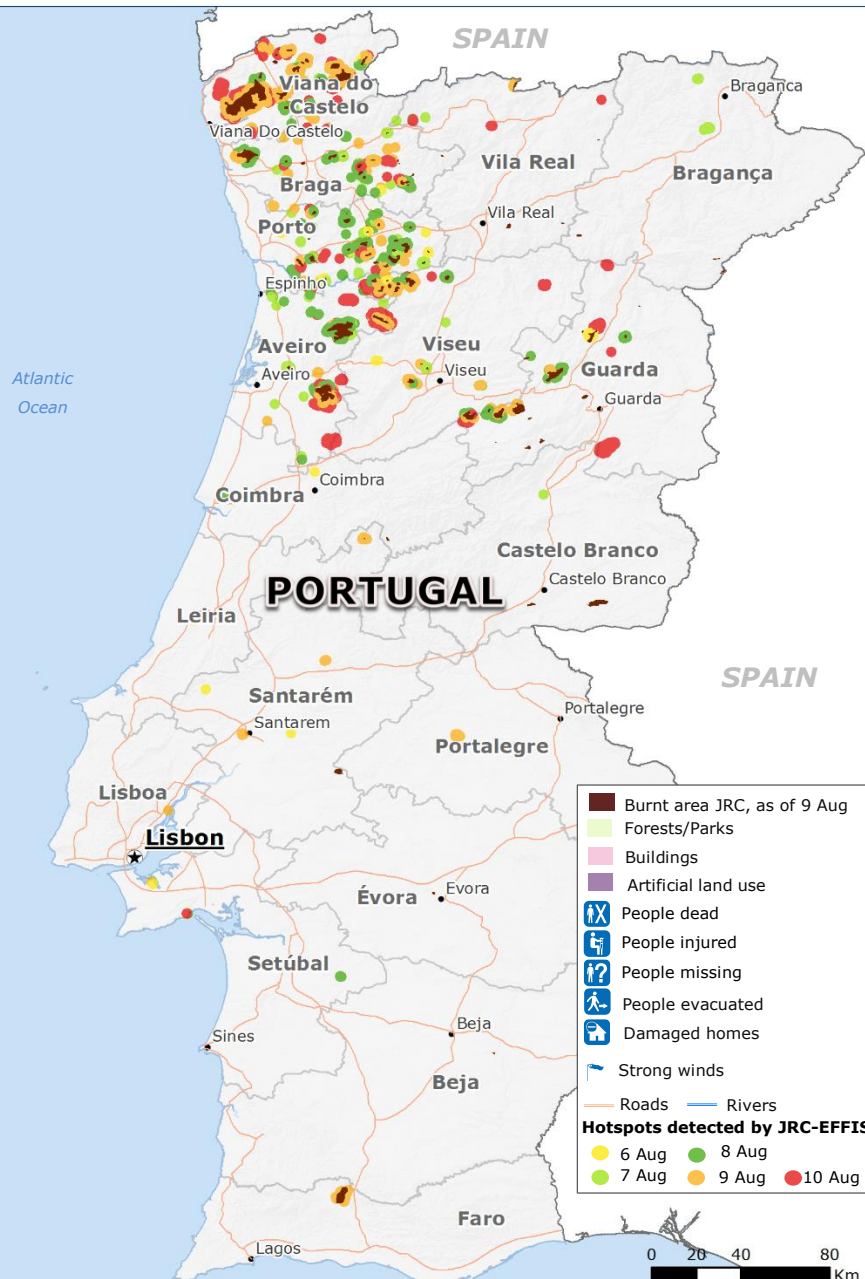 SPAIN
Braganca
Viana do
Castelo
Viana Do Castelo
Vila Real
Bragança
Braga
Vila Real
Porto
Espinho
Viseu
Aveiro
Guarda
Atlantic
Ocean
Aveiro
Viseu
Guarda
Coimbra
Coimbra
Castelo Branco
Castelo Branco
PORTUGAL
Leiria
SPAIN
Santarém
Santarem
Portalegre
Portalegre
Lisboa
Lisbon
Évora
Evora
Setúbal
Sines
Beja
Beja
Faro
Lagos
Burnt area JRC, as of 9 Aug
Forests/Parks
Buildings
Artificial land use
People dead
People injured
People missing
People evacuated
Damaged homes
Strong winds
Roads Rivers
Hotspots detected by JRC-EFFIS
6 Aug 8 Aug
7 Aug 9 Aug 10 Aug
0 20 40 80
Km